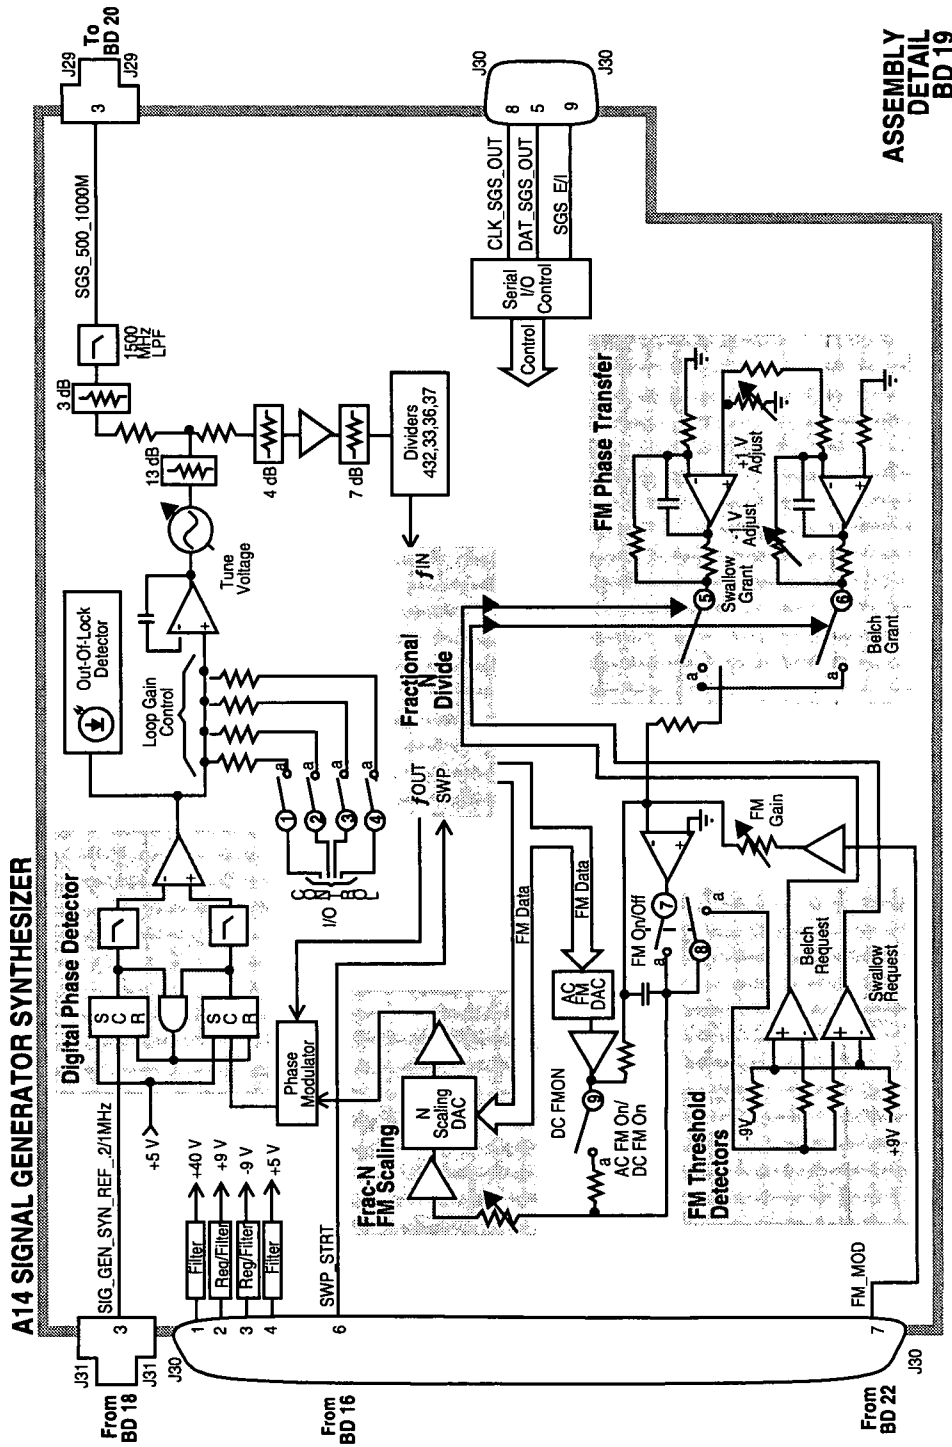 A14 SIGNAL GENERATOR SYNTHESIZER
From
BD 18
J31
3
J31
SIG_GEN_SYN_REF_.2/1MHz
J30
1
Filter
+40 V
2
Reg/Filter
+9 V
3
Reg/Filter
-9 V
4
Filter
+5 V
From
BD 16
6
SWP_STRT
From
BD 22
7
FM_MOD
J30
+5 V
Digital Phase Detector
S
C
R
S
C
R
Phase
Modulator
Out-Of-Lock
Detector
Loop Gain
Control
1
a
2
a
3
a
4
a
I/O
CONTROL
Tune
Voltage
13 dB
3 dB
1500
MHz
LPF
SGS_500_1000M
J29
3
J29
To
BD 20
4 dB
7 dB
Dividers
432,33,36,37
fIN
Fractional
N
Divide
fOUT
SWP
Serial
I/O
Control
Control
CLK_SGS_OUT
8
DAT_SGS_OUT
5
SGS_E/I
9
J30
J30
Frac-N
FM Scaling
N
Scaling
DAC
FM Data
FM Data
AC
FM
DAC
DC FMON
9
a
AC FM On/
DC FM On
FM On/Off
7
a
8
a
FM
Gain
FM Threshold
Detectors
-9V
+9V
+
-
-
+
Belch
Request
Swallow
Request
FM Phase Transfer
5
a
Swallow
Grant
-1 V
Adjust
+1 V
Adjust
6
a
Belch
Grant
ASSEMBLY
DETAIL
BD 19